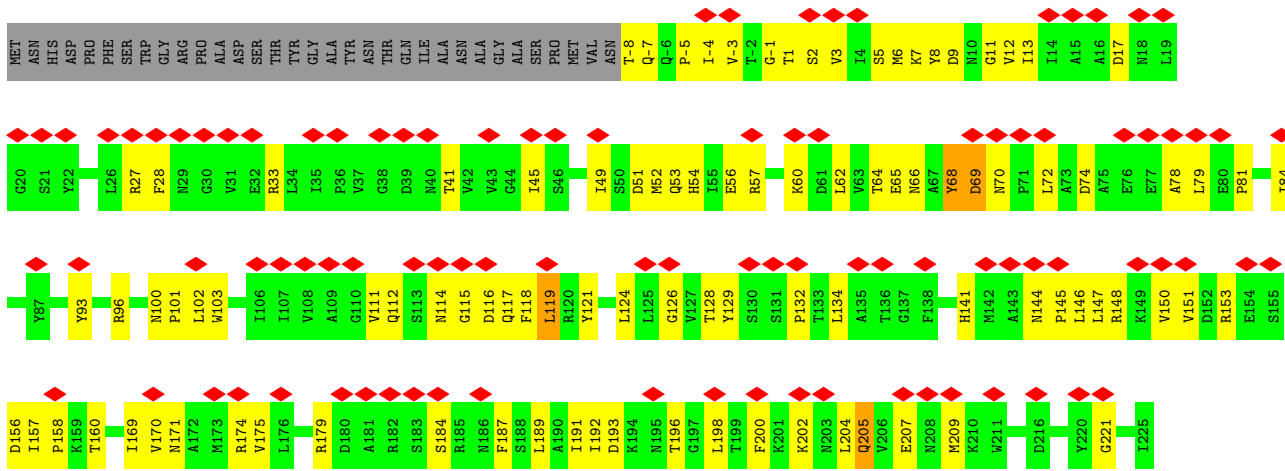 MET ASN HIS ASP PRO PHE SER TRP GLY ARG PRO ALA ASP SER THR TYR GLY ALA TYR ASN THR GLN ILE ALA ASN ALA GLY ALA SER PRO MET VAL ASN T-8 Q-7 Q-6 P-5 I-4 V-3 T-2 G-1 T1 S2 V3 I4 S5 M6 K7 Y8 D9 N10 G11 V12 I13 I14 A15 A16 D17 N18 L19
G20 S21 Y22 L26 R27 F28 N29 G30 V31 E32 R33 L34 I35 P36 V37 G38 D39 N40 T41 V42 V43 G44 I45 S46 I49 S50 D51 M52 Q53 H54 I55 E56 R57 K60 D61 L62 V63 T64 E65 N66 A67 Y68 D69 N70 P71 L72 A73 D74 A75 E76 E77 A78 L79 E80 P81 I84
Y87 Y93 R96 N100 P101 L102 W103 I106 I107 V108 A109 G110 V111 Q112 S113 N114 G115 D116 Q117 F118 L119 R120 Y121 L124 L125 G126 V127 T128 Y129 S130 S131 P132 T133 L134 A135 T136 G137 F138 H141 M142 A143 N144 P145 L146 L147 R148 K149 V150 V151 D152 R153 E154 S155
D156 I157 P158 K159 T160 I169 V170 N171 A172 M173 R174 V175 L176 R179 D180 A181 R182 S183 S184 R185 N186 F187 S188 L189 A190 I191 I192 D193 K194 N195 T196 G197 L198 T199 F200 K201 K202 N203 L204 Q205 V206 E207 N208 M209 K210 W211 D216 Y220 G221 I225